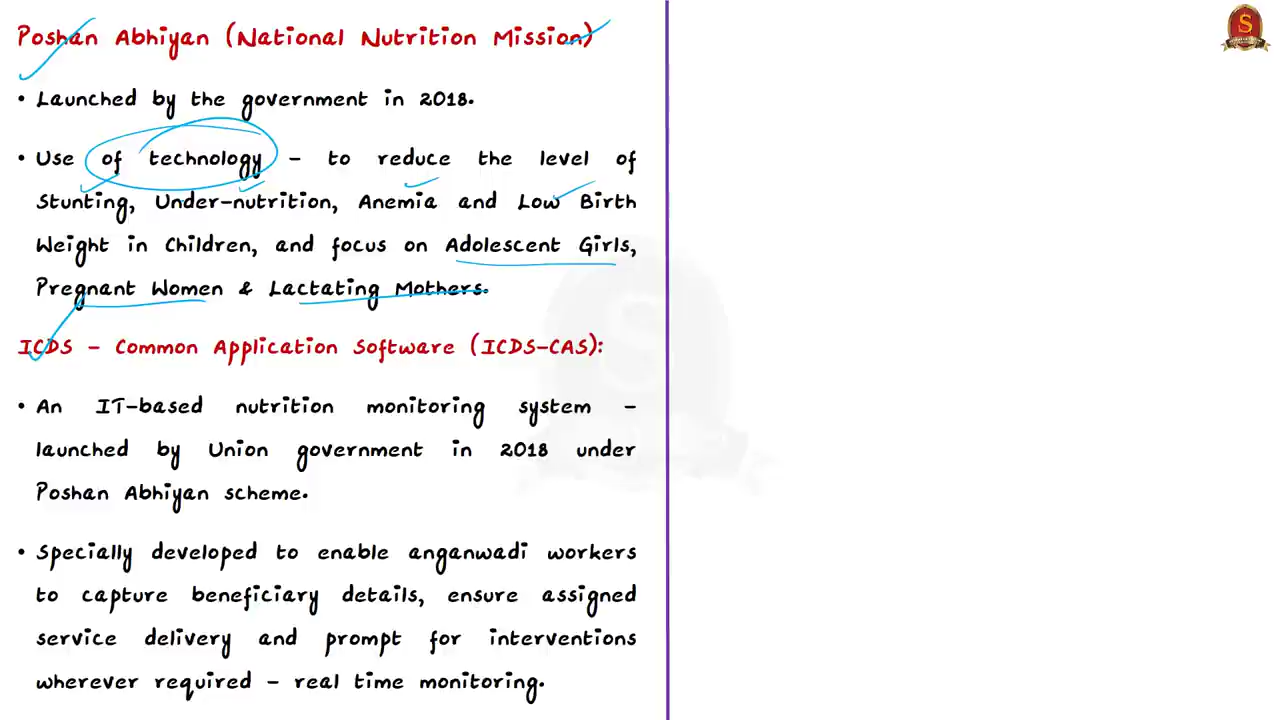 Poshan Abhiyan (National Nutrition Mission)
• Launched by the government in 2018.
• Use of technology - to reduce the level of
Stunting, Under-nutrition, Anemia and Low Birth
Weight in Children, and focus on Adolescent Girls,
Pregnant Women & Lactating Mothers.
ICDS - Common Application Software (ICDS-CAS):
• An IT-based nutrition monitoring system -
launched by Union government in 2018 under
Poshan Abhiyan scheme.
• Specially developed to enable anganwadi workers
to capture beneficiary details, ensure assigned
service delivery and prompt for interventions
wherever required - real time monitoring.
S